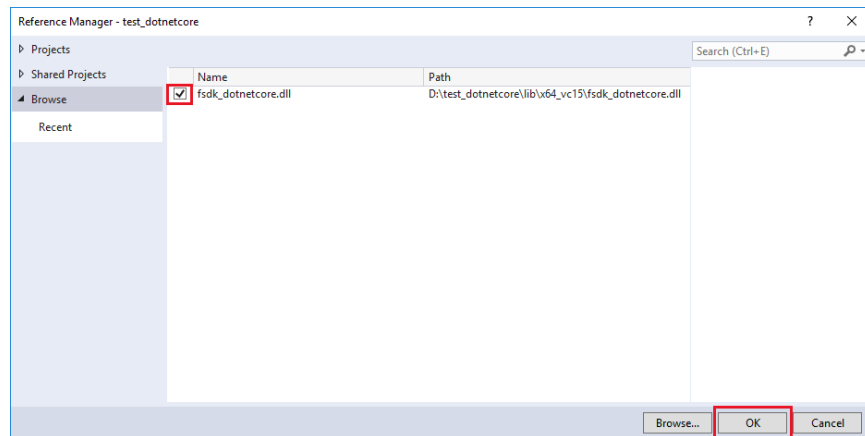 Reference Manager - test_dotnetcore
Projects
Search (Ctrl+E)
Shared Projects
Name Path
Browse
fsdk_dotnetcore.dll D:\test_dotnetcore\lib\x64_vc15\fsdk_dotnetcore.dll
Recent
Browse... OK Cancel